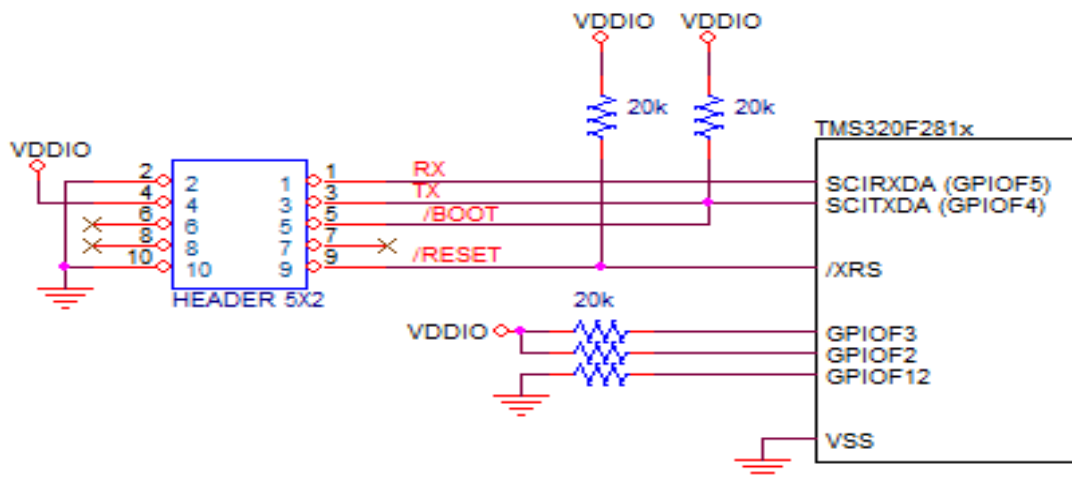 VDDIO VDDIO
20k 20k
TMS320F281x
VDDIO
2 2 1 1 RX SCIRXDA (GPIOF5)
4 4 3 3 TX SCITXDA (GPIOF4)
6 6 5 5 /BOOT
8 8 7 7
10 10 9 9 /RESET /XRS
HEADER 5X2 20k
VDDIO GPIOF3
GPIOF2
GPIOF12
VSS